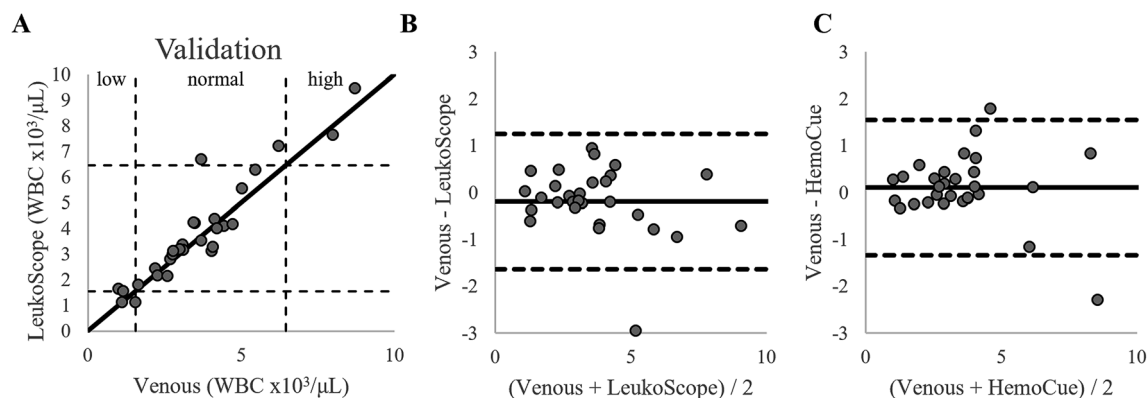 A
Validation
low normal high
10
9
8
7
6
5
4
3
2
1
0
0 5 10
LeukoScope (WBC x10³/μL)
Venous (WBC x10³/μL)
B
3
2
1
0
-1
-2
-3
0 5 10
Venous - LeukoScope
(Venous + LeukoScope) / 2
C
3
2
1
0
-1
-2
-3
0 5 10
Venous - HemoCue
(Venous + HemoCue) / 2